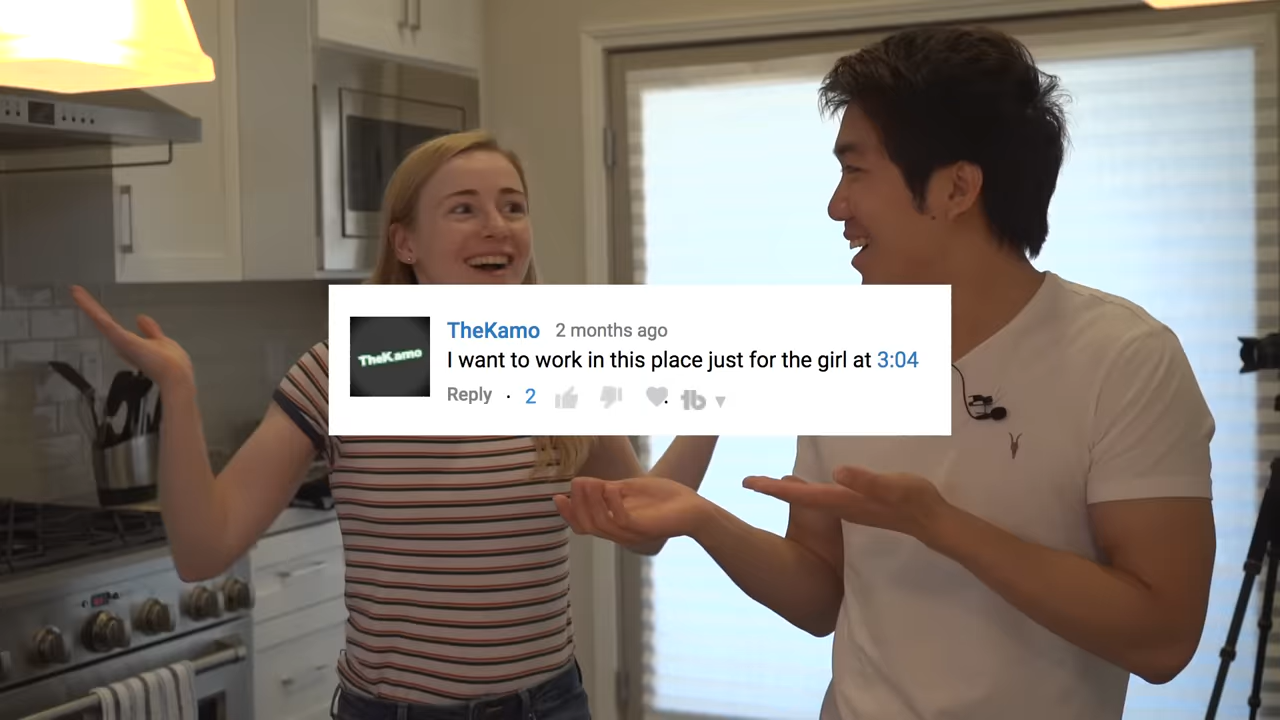 TheKamo
TheKamo 2 months ago
I want to work in this place just for the girl at 3:04
Reply · 2